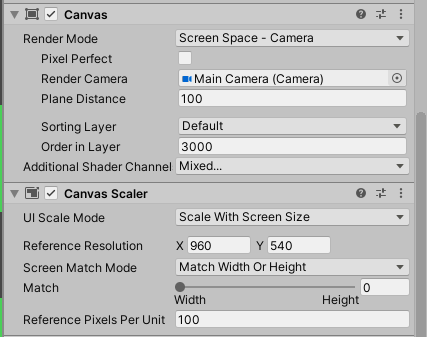 Canvas
Render Mode Screen Space - Camera
Pixel Perfect
Render Camera Main Camera (Camera)
Plane Distance 100
Sorting Layer Default
Order in Layer 3000
Additional Shader Channel Mixed...
Canvas Scaler
UI Scale Mode Scale With Screen Size
Reference Resolution X 960 Y 540
Screen Match Mode Match Width Or Height
Match 0
Width Height
Reference Pixels Per Unit 100